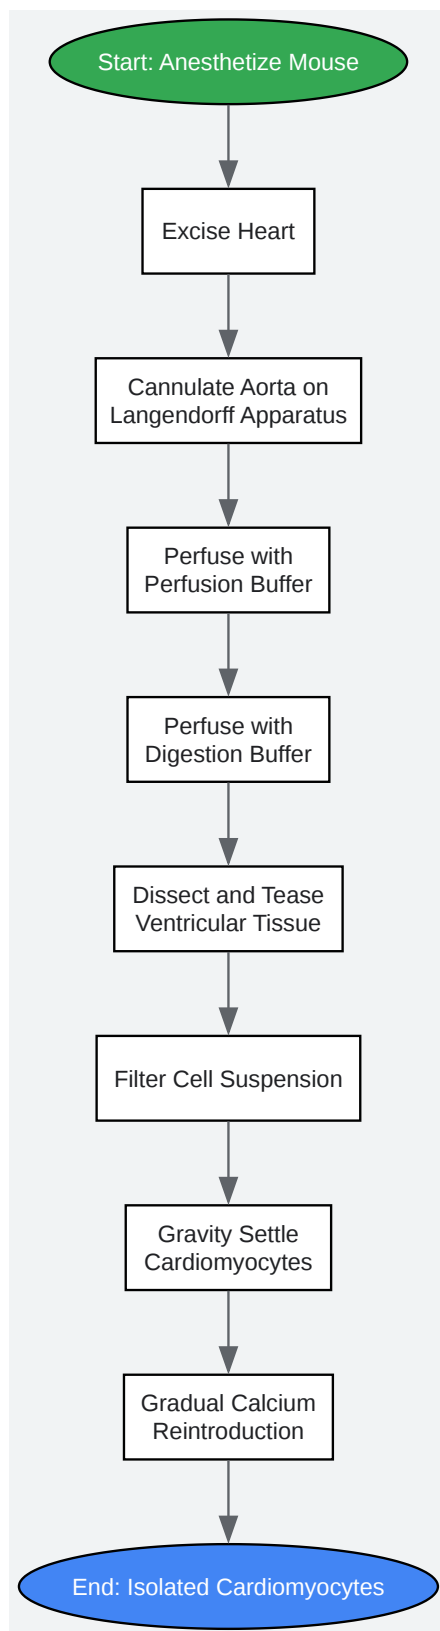 Start: Anesthetize Mouse
Excise Heart
Cannulate Aorta on
Langendorff Apparatus
Perfuse with
Perfusion Buffer
Perfuse with
Digestion Buffer
Dissect and Tease
Ventricular Tissue
Filter Cell Suspension
Gravity Settle
Cardiomyocytes
Gradual Calcium
Reintroduction
End: Isolated Cardiomyocytes